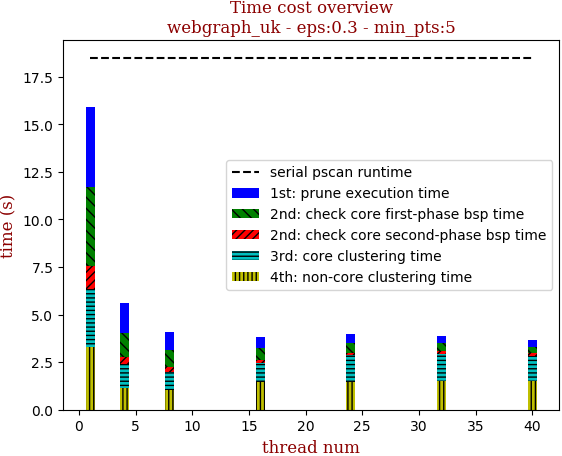 Time cost overview
webgraph_uk - eps:0.3 - min_pts:5
time (s)
17.5
15.0
12.5
10.0
7.5
5.0
2.5
0.0
serial pscan runtime
1st: prune execution time
2nd: check core first-phase bsp time
2nd: check core second-phase bsp time
3rd: core clustering time
4th: non-core clustering time
0 5 10 15 20 25 30 35 40
thread num